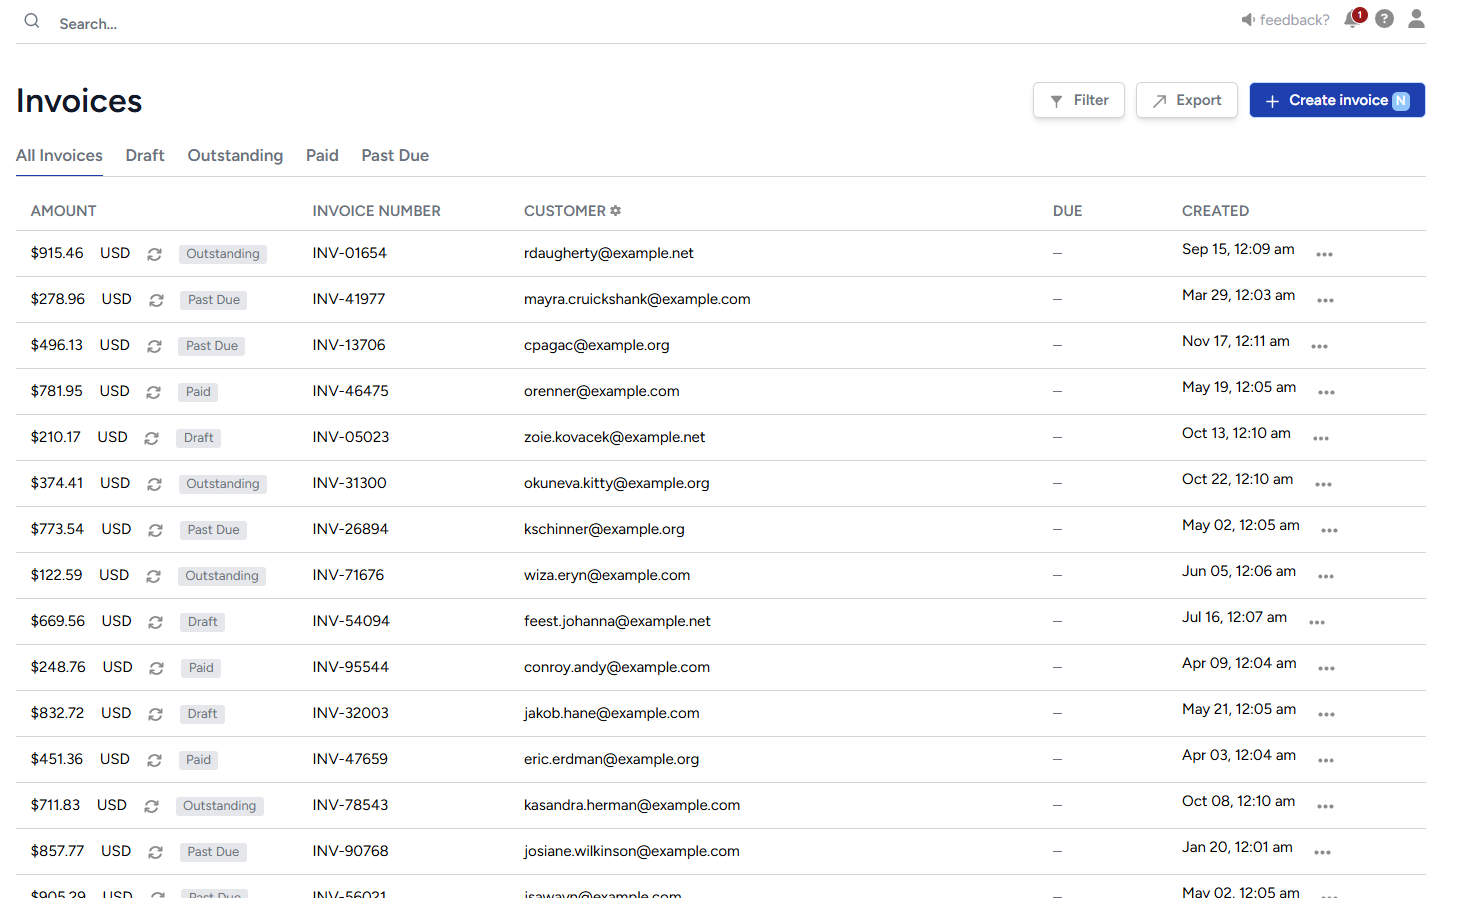 Search...
feedback?
1
?
Invoices
Filter
Export
+ Create invoice N
All Invoices Draft Outstanding Paid Past Due
AMOUNT INVOICE NUMBER CUSTOMER DUE CREATED
$915.46 USD Outstanding INV-01654 rdaugherty@example.net – Sep 15, 12:09 am •••
$278.96 USD Past Due INV-41977 mayra.cruickshank@example.com – Mar 29, 12:03 am •••
$496.13 USD Past Due INV-13706 cpagac@example.org – Nov 17, 12:11 am •••
$781.95 USD Paid INV-46475 orenner@example.com – May 19, 12:05 am •••
$210.17 USD Draft INV-05023 zoie.kovacek@example.net – Oct 13, 12:10 am •••
$374.41 USD Outstanding INV-31300 okuneva.kitty@example.org – Oct 22, 12:10 am •••
$773.54 USD Past Due INV-26894 kschinner@example.org – May 02, 12:05 am •••
$122.59 USD Outstanding INV-71676 wiza.eryn@example.com – Jun 05, 12:06 am •••
$669.56 USD Draft INV-54094 feest.johanna@example.net – Jul 16, 12:07 am •••
$248.76 USD Paid INV-95544 conroy.andy@example.com – Apr 09, 12:04 am •••
$832.72 USD Draft INV-32003 jakob.hane@example.com – May 21, 12:05 am •••
$451.36 USD Paid INV-47659 eric.erdman@example.org – Apr 03, 12:04 am •••
$711.83 USD Outstanding INV-78543 kasandra.herman@example.com – Oct 08, 12:10 am •••
$857.77 USD Past Due INV-90768 josiane.wilkinson@example.com – Jan 20, 12:01 am •••
$905.29 USD Past Due INV-56021 jsawayn@example.com May 02, 12:05 am